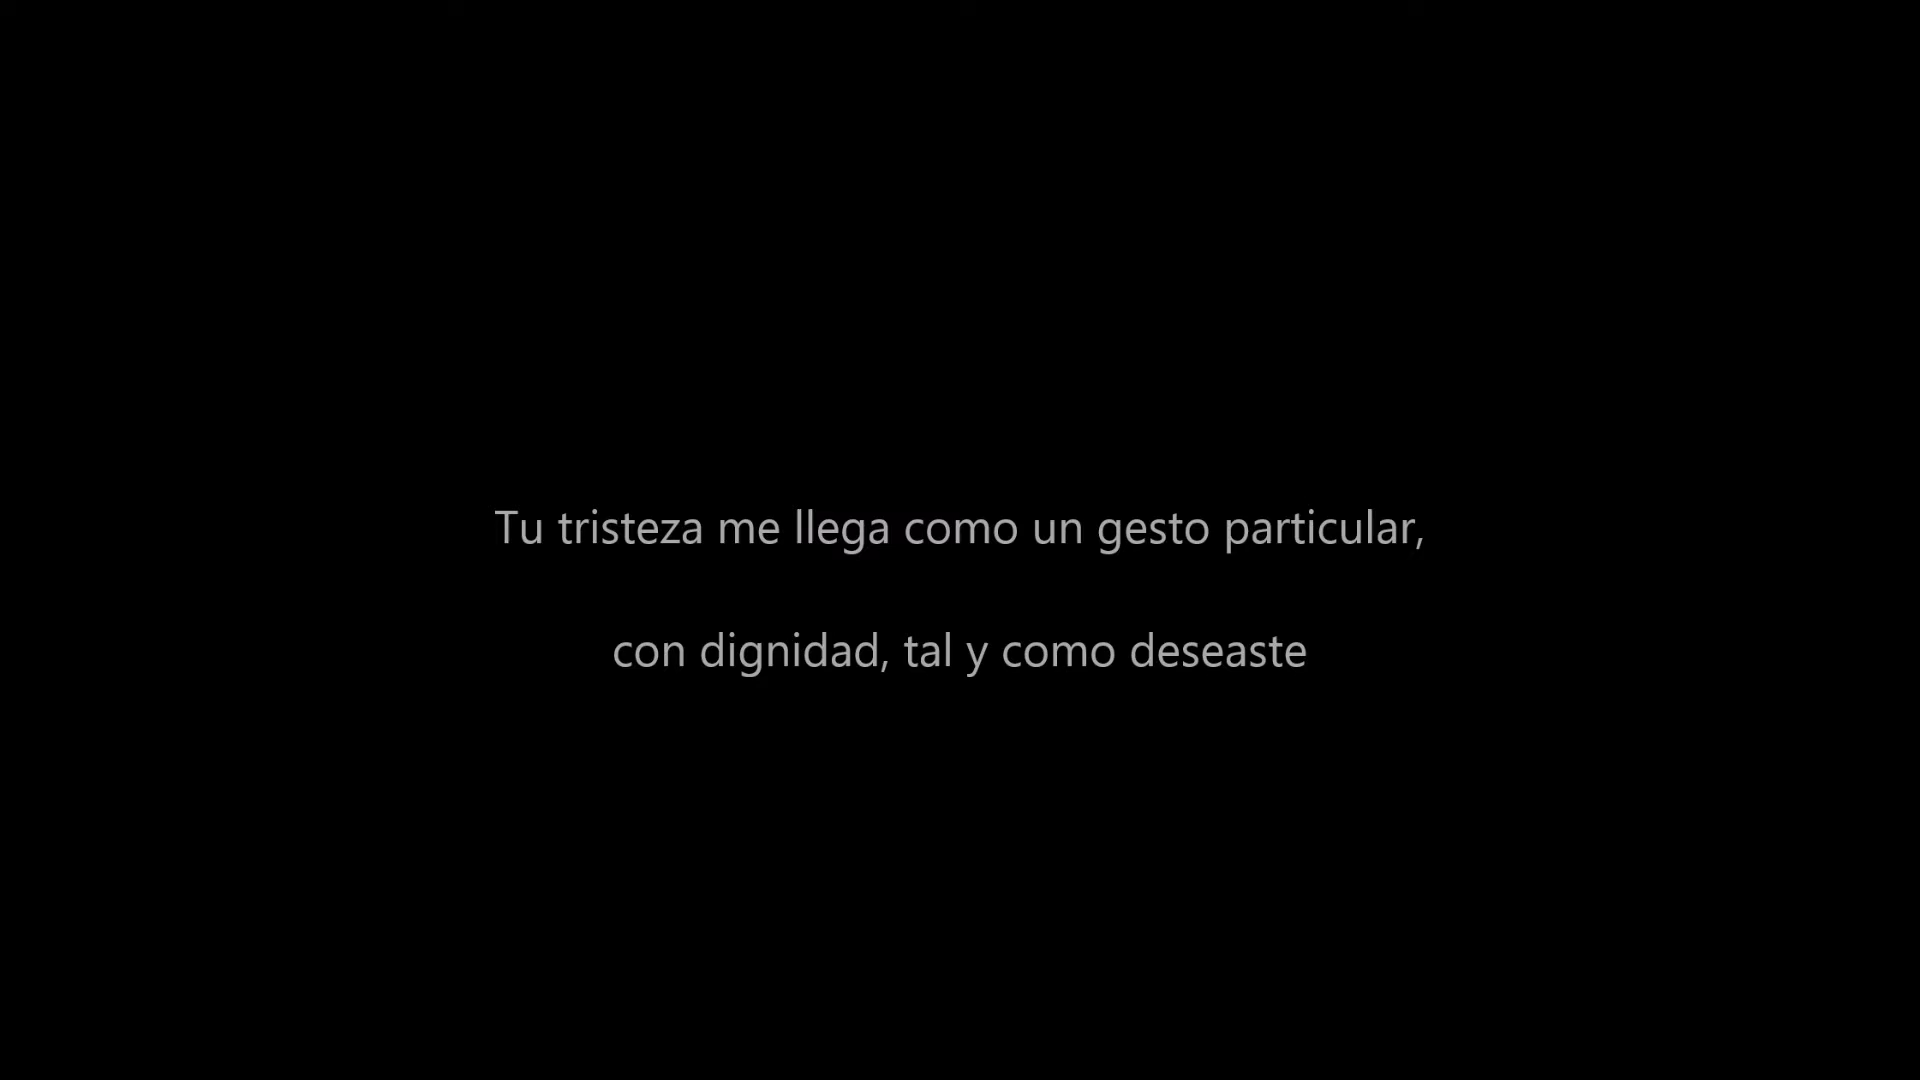 Tu tristeza me llega como un gesto particular,
con dignidad, tal y como deseaste